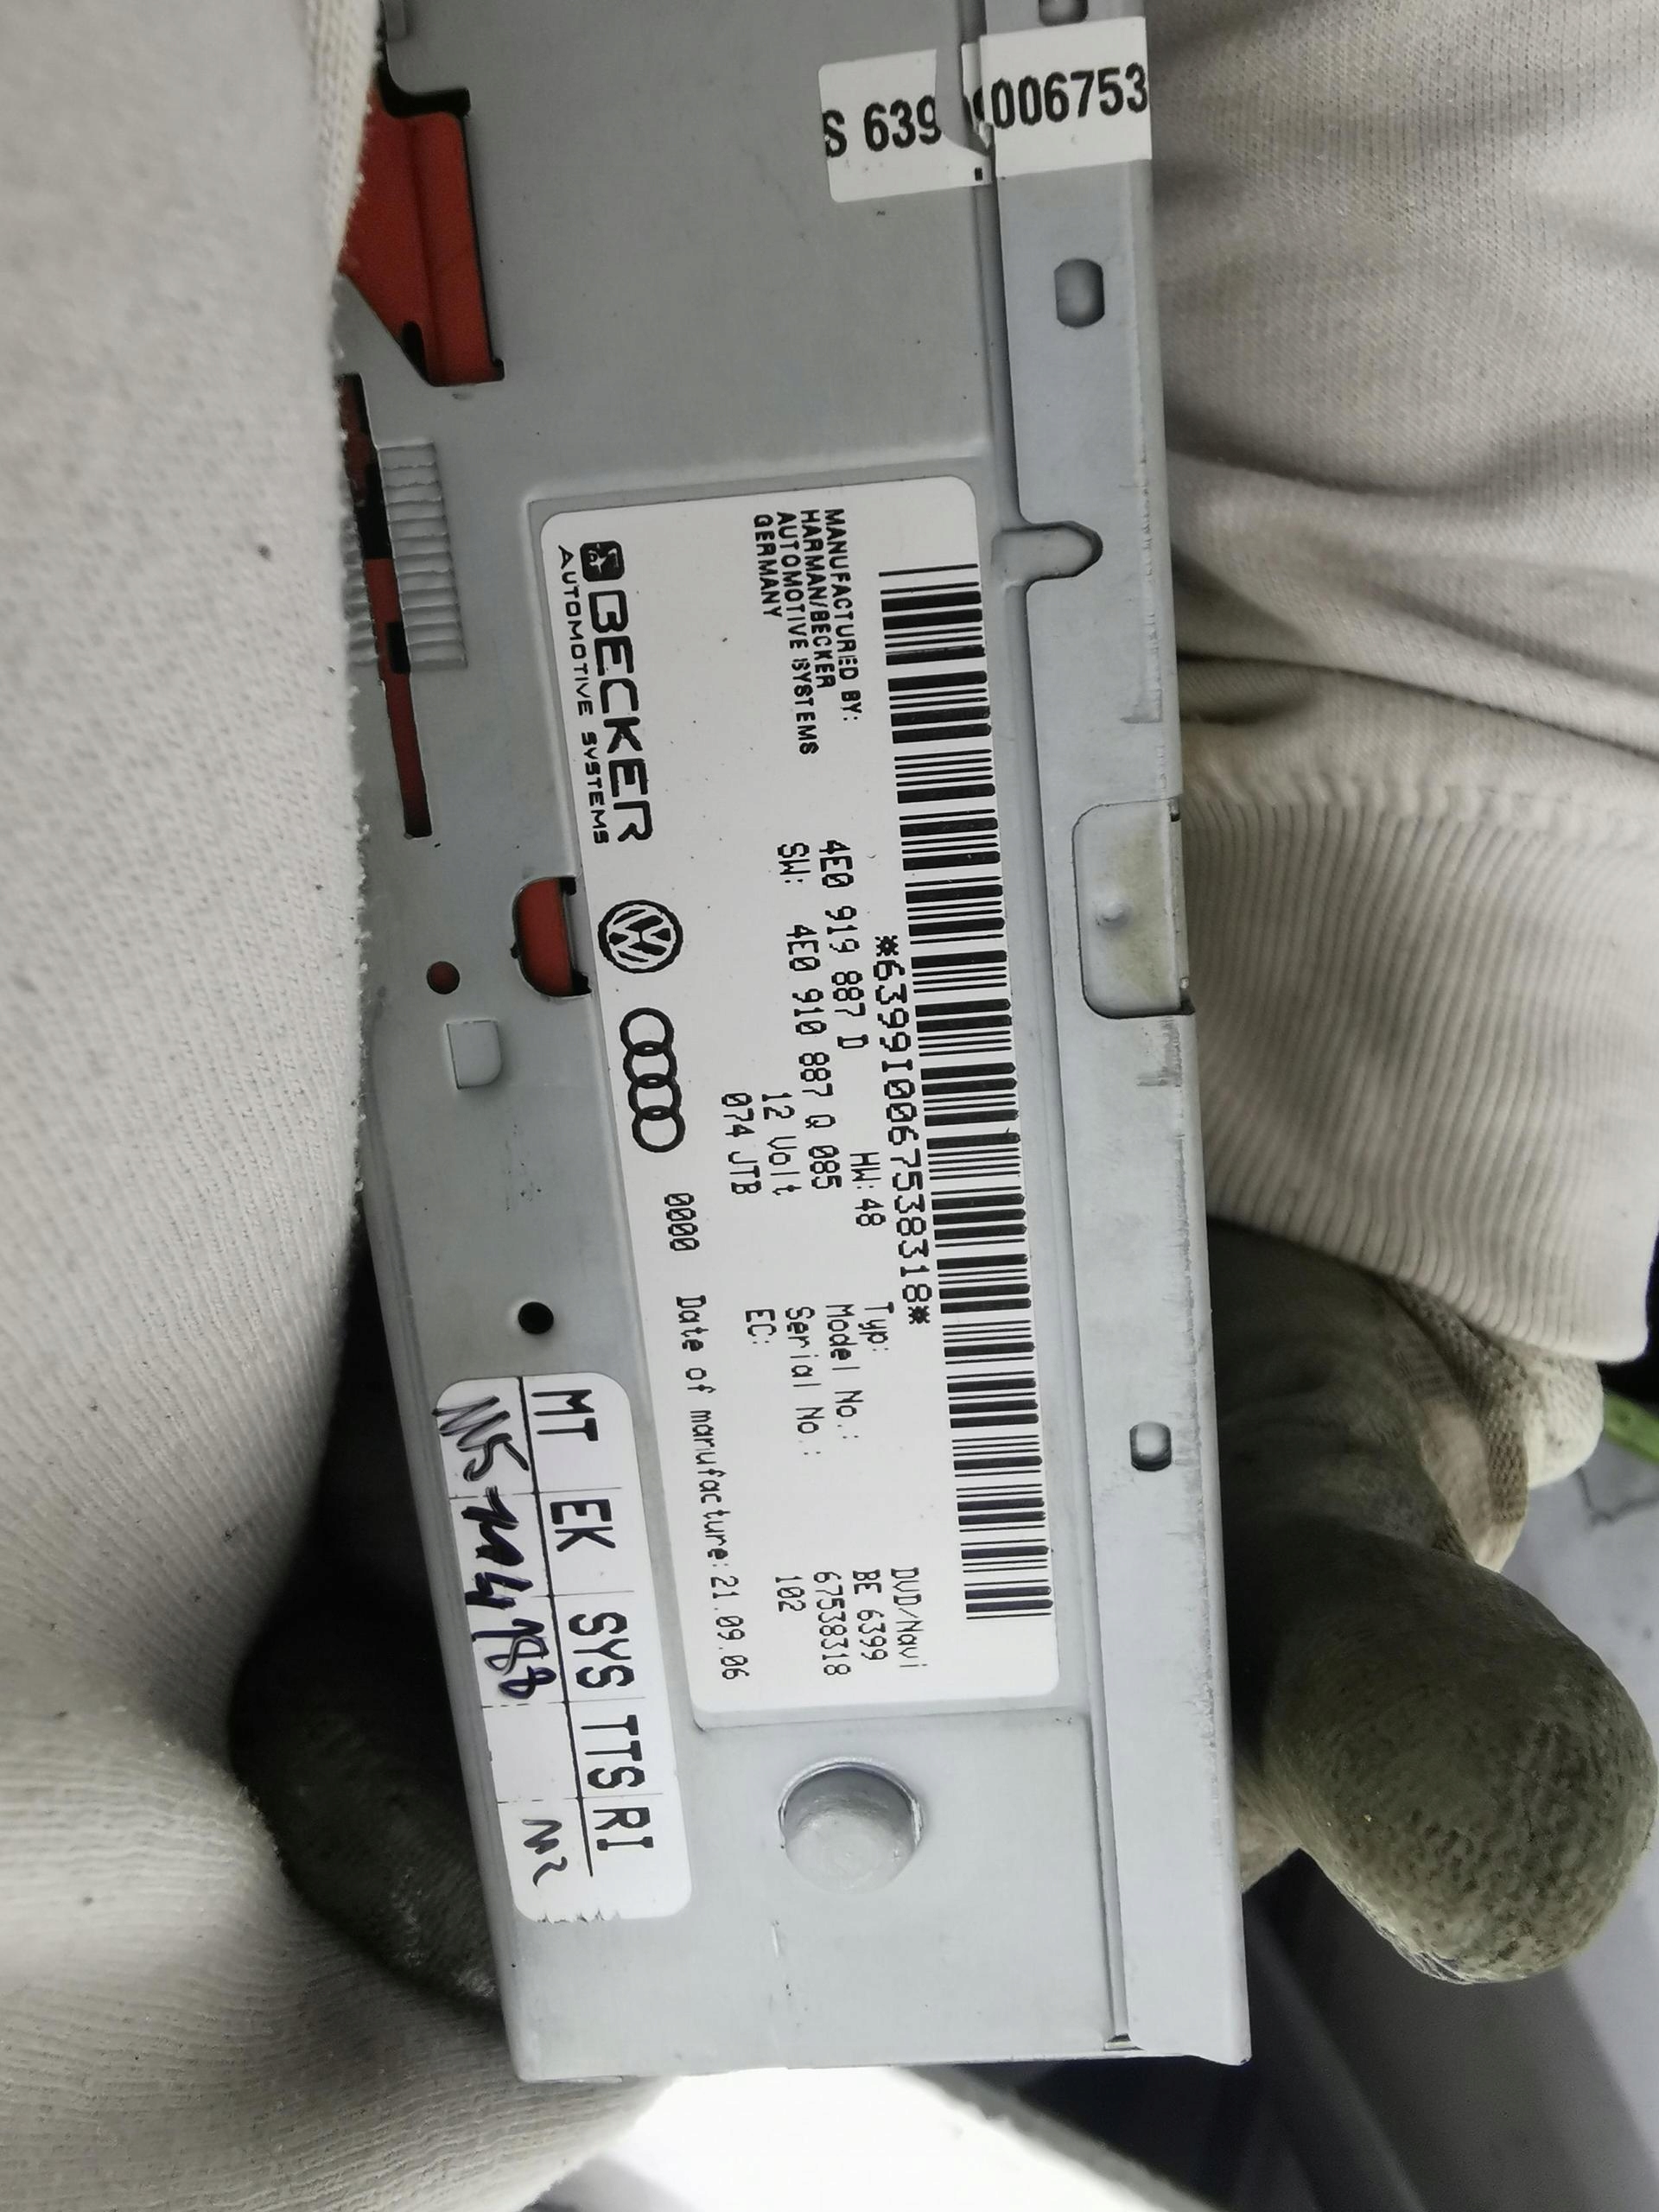 S 639
006753
*6399I0067538318*
MANUFACTURED BY:
HARMAN/BECKER
AUTOMOTIVE SYSTEMS
GERMANY
4E0 919 887 D HW: 48
SW: 4E0 910 887 Q 085
12 Volt
074 JTB
Typ: DVD/Navi
Model No.: BE 6399
Serial No.: 67538318
EC: 102
BECKER
AUTOMOTIVE SYSTEMS
0000 Date of manufacture: 21.09.06
MT EK SYS TTS RI